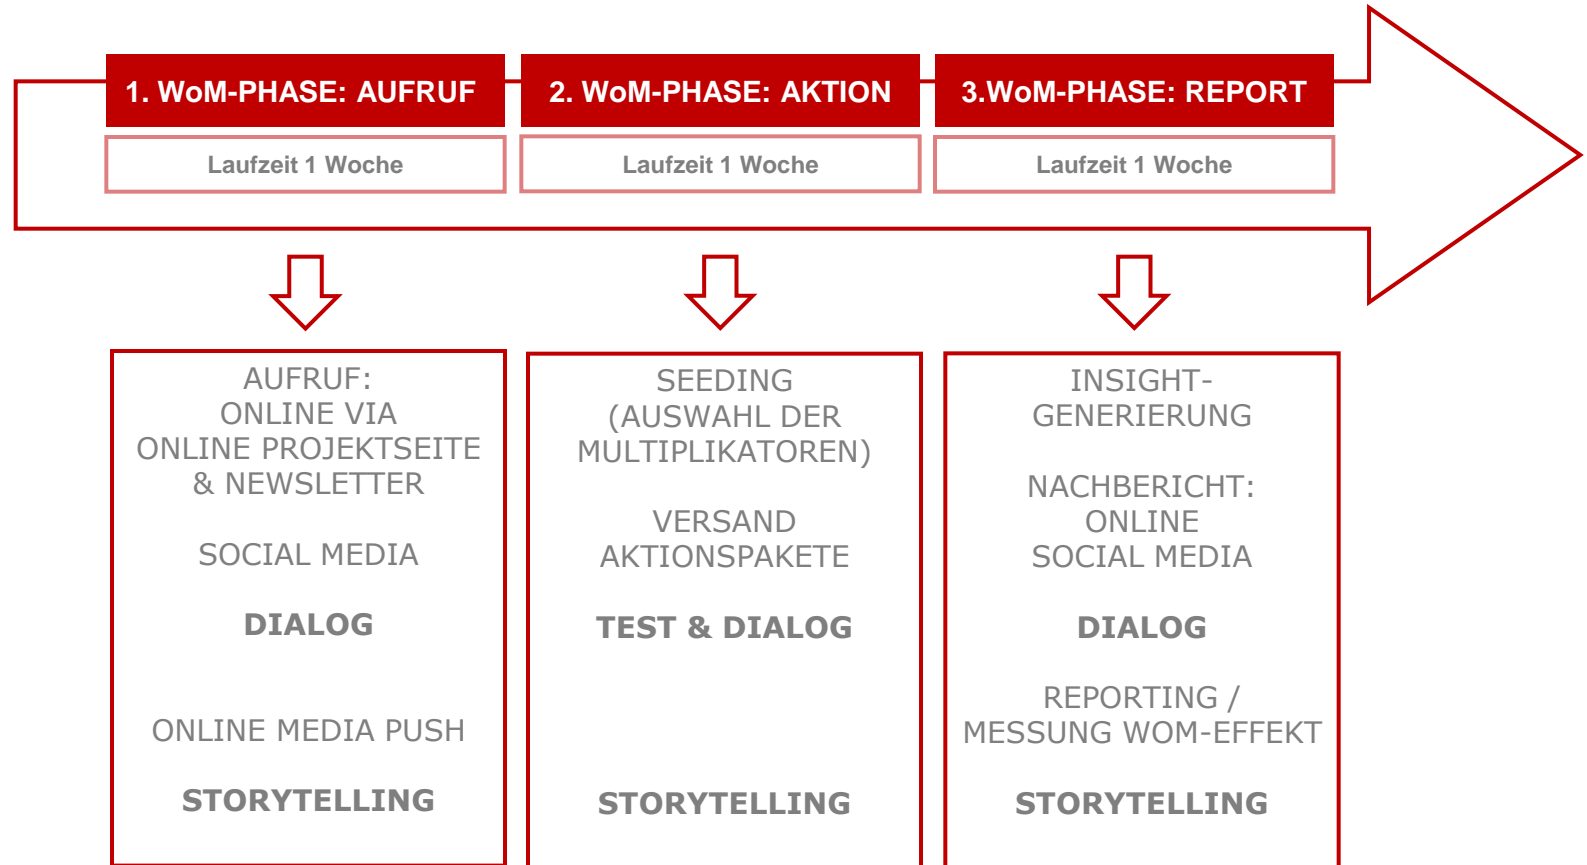 1. WoM-PHASE: AUFRUF
2. WoM-PHASE: AKTION
3.WoM-PHASE: REPORT
Laufzeit 1 Woche
Laufzeit 1 Woche
Laufzeit 1 Woche
AUFRUF:
ONLINE VIA
ONLINE PROJEKTSEITE
& NEWSLETTER
SOCIAL MEDIA
DIALOG
ONLINE MEDIA PUSH
STORYTELLING
SEEDING
(AUSWAHL DER
MULTIPLIKATOREN)
VERSAND
AKTIONSPAKETE
TEST & DIALOG
STORYTELLING
INSIGHT-
GENERIERUNG
NACHBERICHT:
ONLINE
SOCIAL MEDIA
DIALOG
REPORTING /
MESSUNG WOM-EFFEKT
STORYTELLING